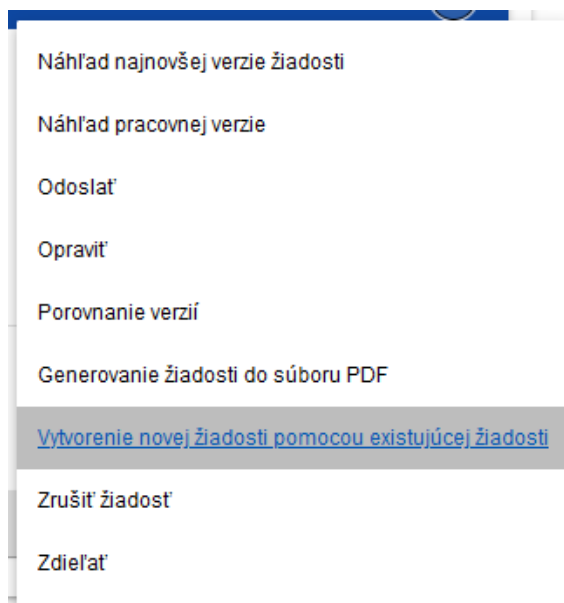 Náhľad najnovšej verzie žiadosti
Náhľad pracovnej verzie
Odoslať
Opraviť
Porovnanie verzií
Generovanie žiadosti do súboru PDF
Vytvorenie novej žiadosti pomocou existujúcej žiadosti
Zrušiť žiadosť
Zdieľať